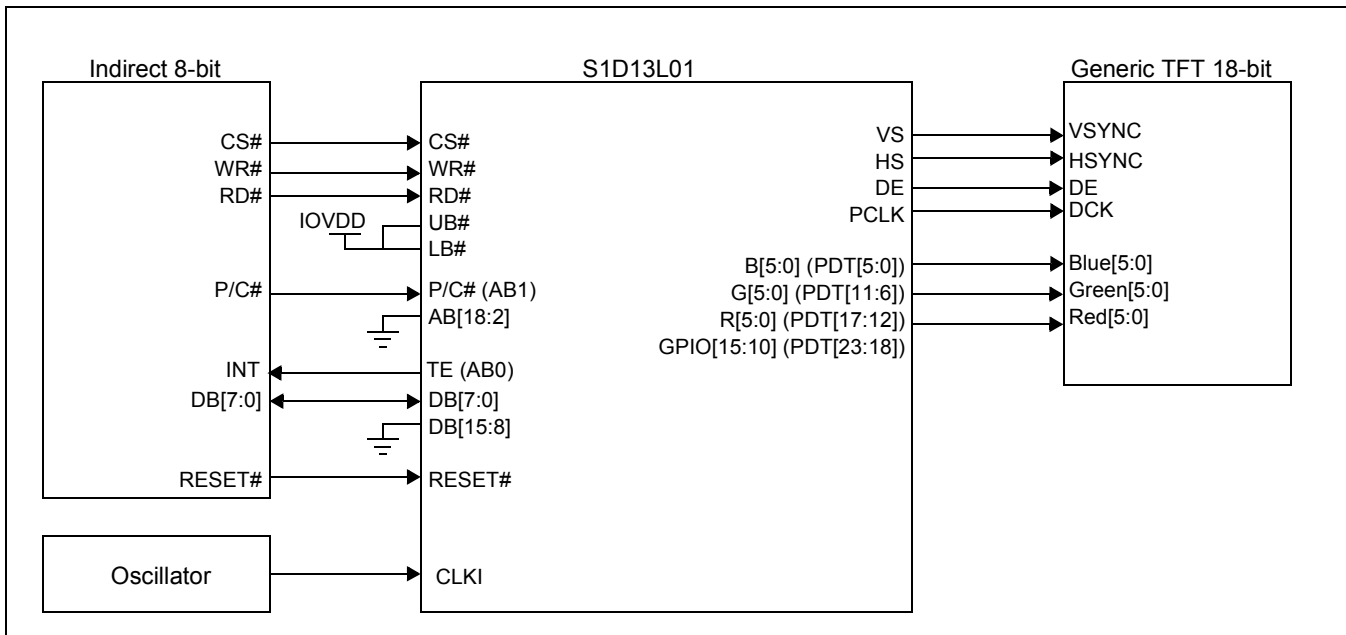 Indirect 8-bit
S1D13L01
Generic TFT 18-bit
CS#
WR#
RD#
IOVDD
P/C#
INT
DB[7:0]
RESET#
Oscillator
CS#
WR#
RD#
UB#
LB#
P/C# (AB1)
AB[18:2]
TE (AB0)
DB[7:0]
DB[15:8]
RESET#
CLKI
VS
HS
DE
PCLK
B[5:0] (PDT[5:0])
G[5:0] (PDT[11:6])
R[5:0] (PDT[17:12])
GPIO[15:10] (PDT[23:18])
VSYNC
HSYNC
DE
DCK
Blue[5:0]
Green[5:0]
Red[5:0]